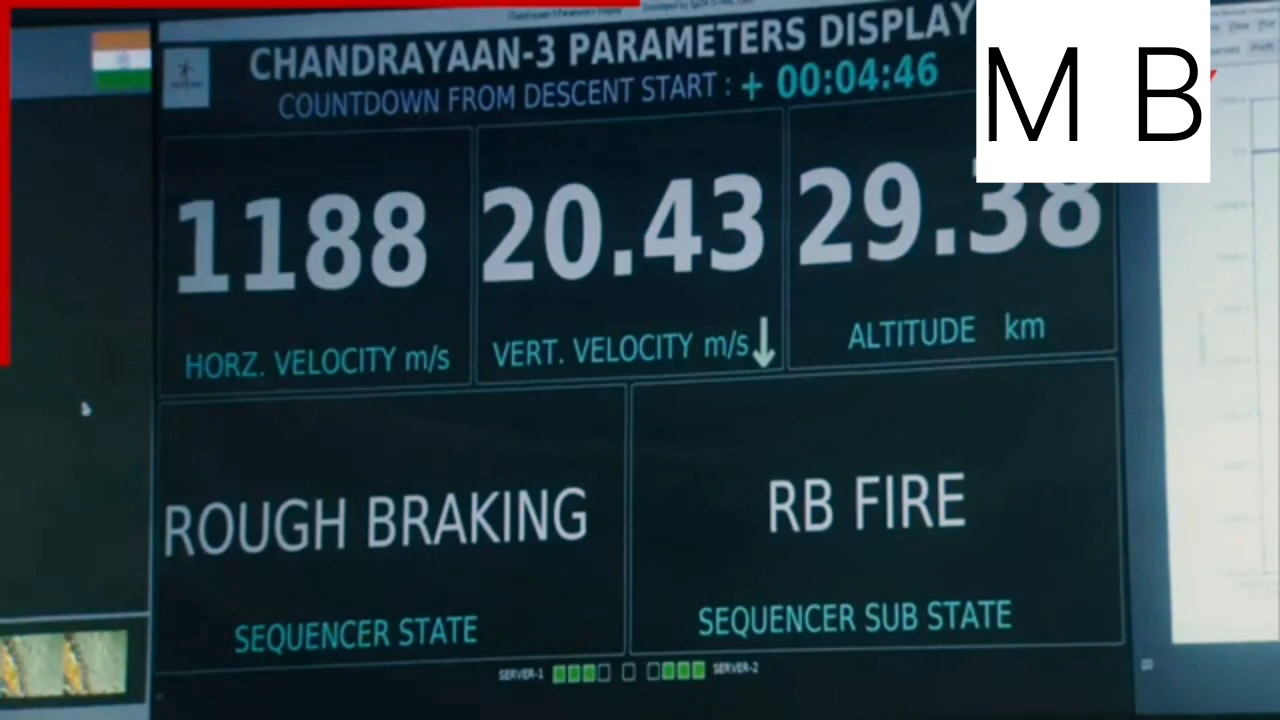 CHANDRAYAAN-3 PARAMETERS DISPLAY
M B
COUNTDOWN FROM DESCENT START : + 00:04:46
1188 20.43 29.38
HORZ. VELOCITY m/s VERT. VELOCITY m/s ALTITUDE km
ROUGH BRAKING RB FIRE
SEQUENCER STATE SEQUENCER SUB STATE
SERVER-1 SERVER-2